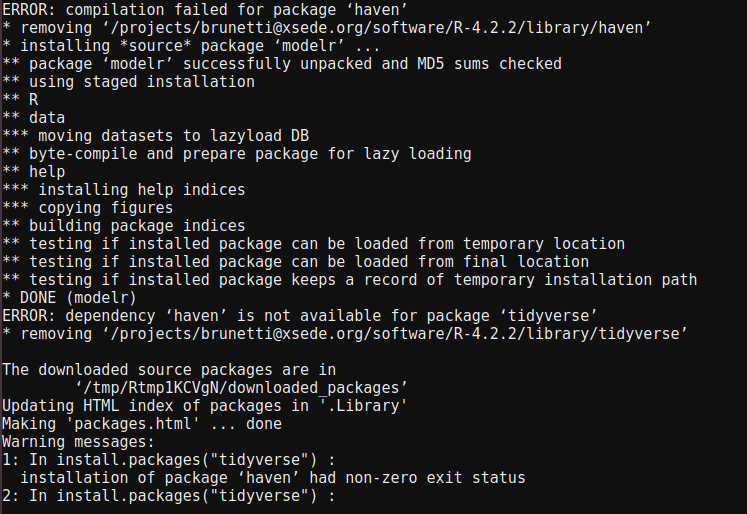 ERROR: compilation failed for package ‘haven’
* removing ‘/projects/brunetti@xsede.org/software/R-4.2.2/library/haven’
* installing *source* package ‘modelr’ ...
** package ‘modelr’ successfully unpacked and MD5 sums checked
** using staged installation
** R
** data
*** moving datasets to lazyload DB
** byte-compile and prepare package for lazy loading
** help
*** installing help indices
*** copying figures
** building package indices
** testing if installed package can be loaded from temporary location
** testing if installed package can be loaded from final location
** testing if installed package keeps a record of temporary installation path
* DONE (modelr)
ERROR: dependency ‘haven’ is not available for package ‘tidyverse’
* removing ‘/projects/brunetti@xsede.org/software/R-4.2.2/library/tidyverse’

The downloaded source packages are in
        ‘/tmp/Rtmp1KCVgN/downloaded_packages’
Updating HTML index of packages in '.Library'
Making 'packages.html' ... done
Warning messages:
1: In install.packages("tidyverse") :
  installation of package ‘haven’ had non-zero exit status
2: In install.packages("tidyverse") :